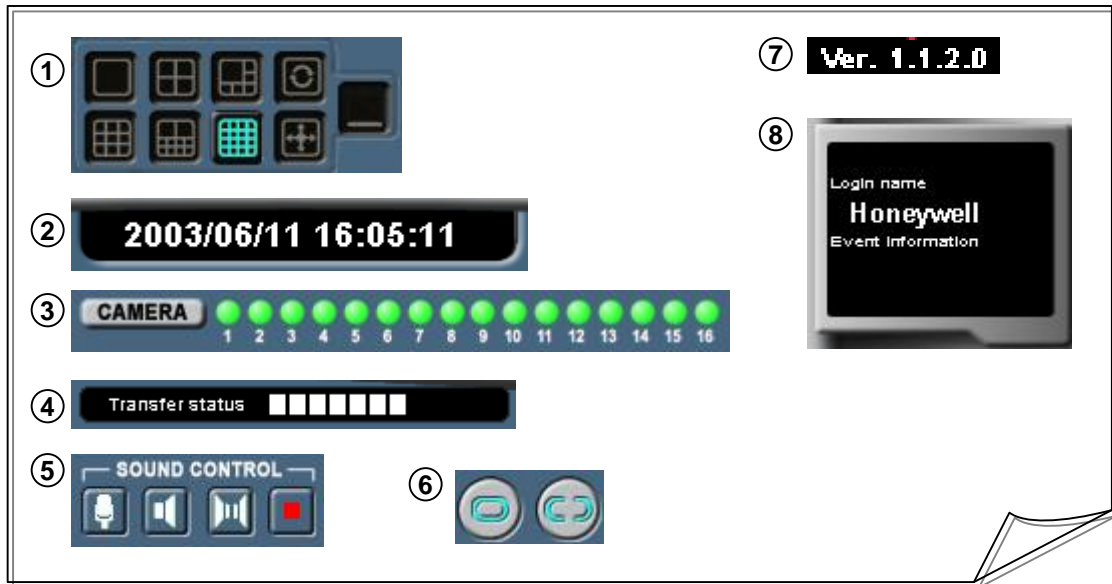 1
2
2003/06/11 16:05:11
3
CAMERA
1 2 3 4 5 6 7 8 9 10 11 12 13 14 15 16
4
Transfer status
5
SOUND CONTROL
6
7
Ver. 1.1.2.0
8
Login name
Honeywell
Event Information